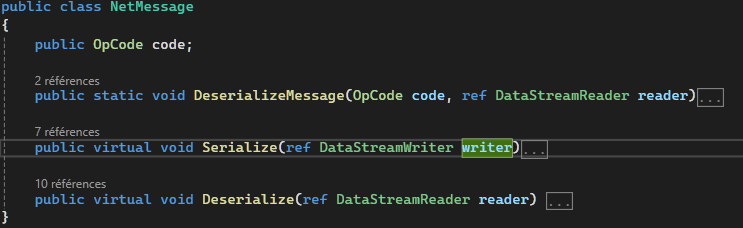 public class NetMessage
{
public OpCode code;
2 références
public static void DeserializeMessage(OpCode code, ref DataStreamReader reader)...
7 références
public virtual void Serialize(ref DataStreamWriter writer)...
10 références
public virtual void Deserialize(ref DataStreamReader reader) ...
}